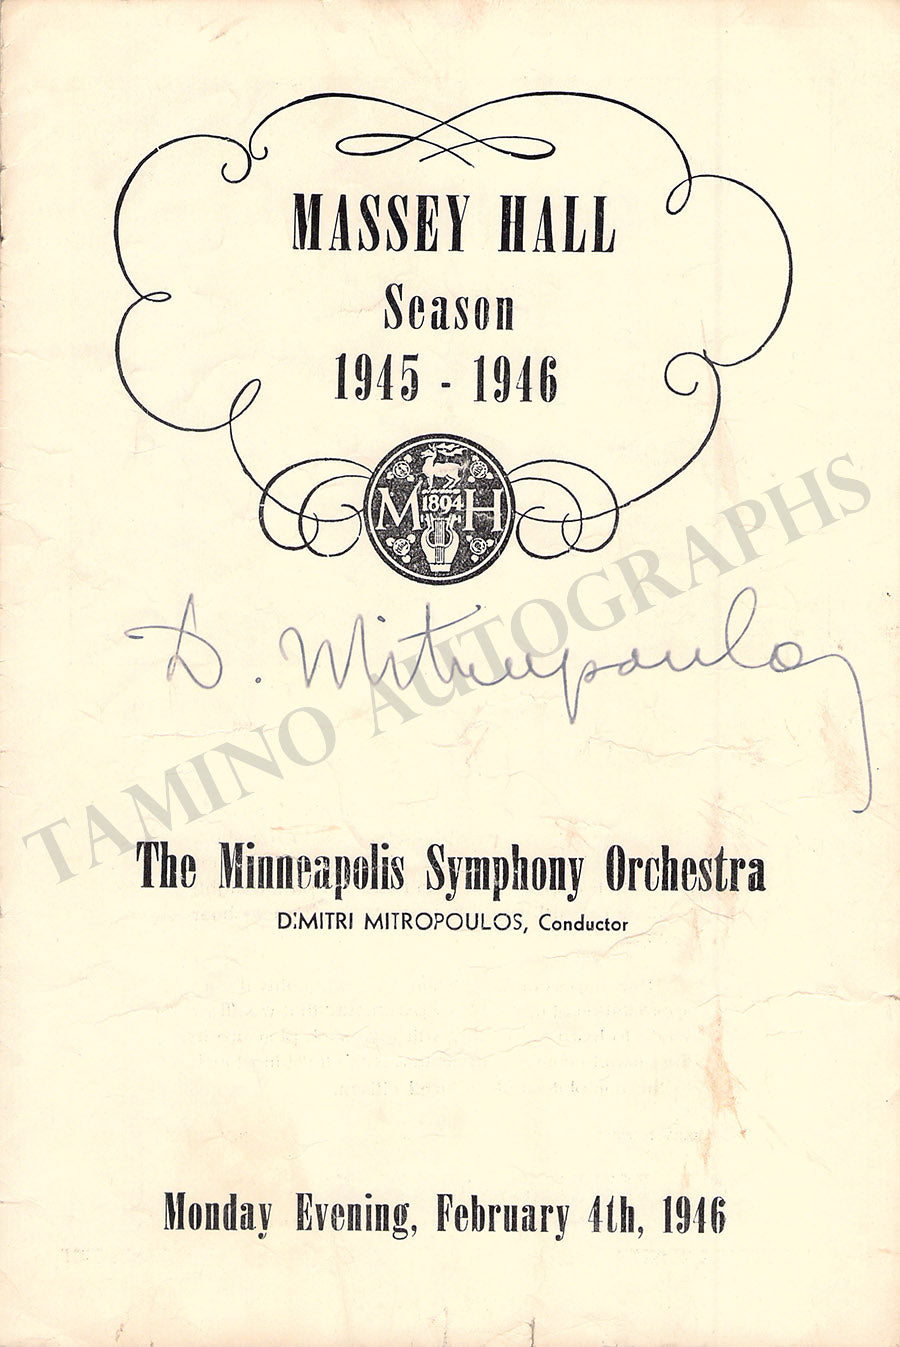 MASSEY HALL
Season
1945 - 1946
M 1894 H
D. Mitropoulos
TAMINO AUTOGRAPHS
The Minneapolis Symphony Orchestra
DIMITRI MITROPOULOS, Conductor
Monday Evening, February 4th, 1946